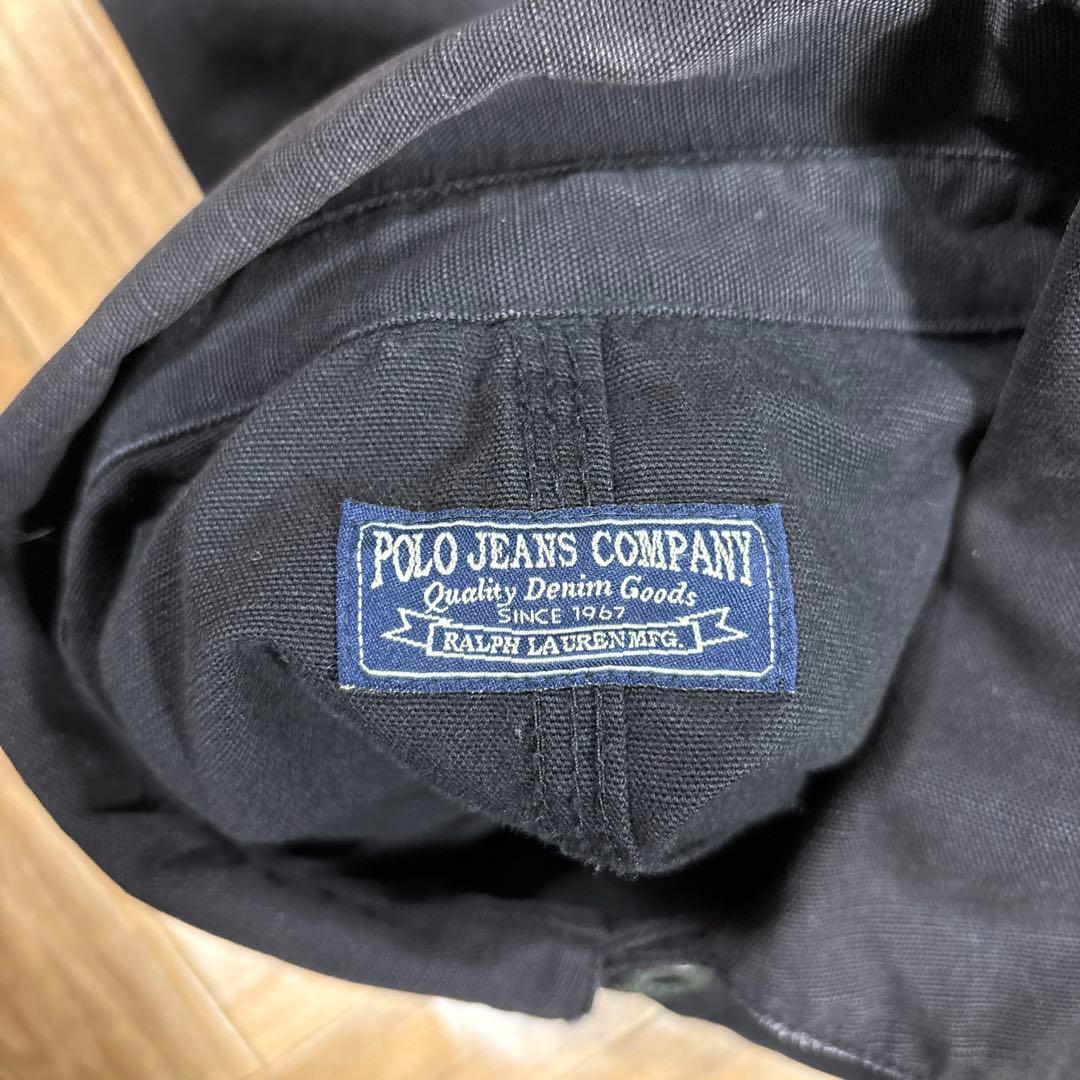 POLO JEANS COMPANY
Quality Denim Goods
SINCE 1967
RALPH LAUREN MFG.